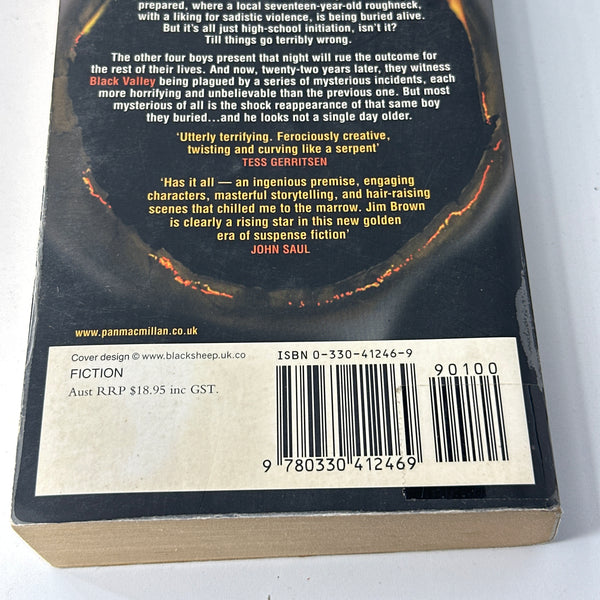 prepared, where a local seventeen-year-old roughneck,
with a liking for sadistic violence, is being buried alive.
But it's all just high-school initiation, isn't it?
Till things go terribly wrong.
The other four boys present that night will rue the outcome for
the rest of their lives. And now, twenty-two years later, they witness
Black Valley being plagued by a series of mysterious incidents, each
more horrifying and unbelievable than the previous one. But most
mysterious of all is the shock reappearance of that same boy
they buried...and he looks not a single day older.
'Utterly terrifying. Ferociously creative,
twisting and curving like a serpent'
TESS GERRITSEN
'Has it all — an ingenious premise, engaging
characters, masterful storytelling, and hair-raising
scenes that chilled me to the marrow. Jim Brown
is clearly a rising star in this new golden
era of suspense fiction'
JOHN SAUL
www.panmacmillan.co.uk
Cover design © www.blacksheep.uk.co
FICTION
Aust RRP $18.95 inc GST.
ISBN 0-330-41246-9
90100
9 780330 412469